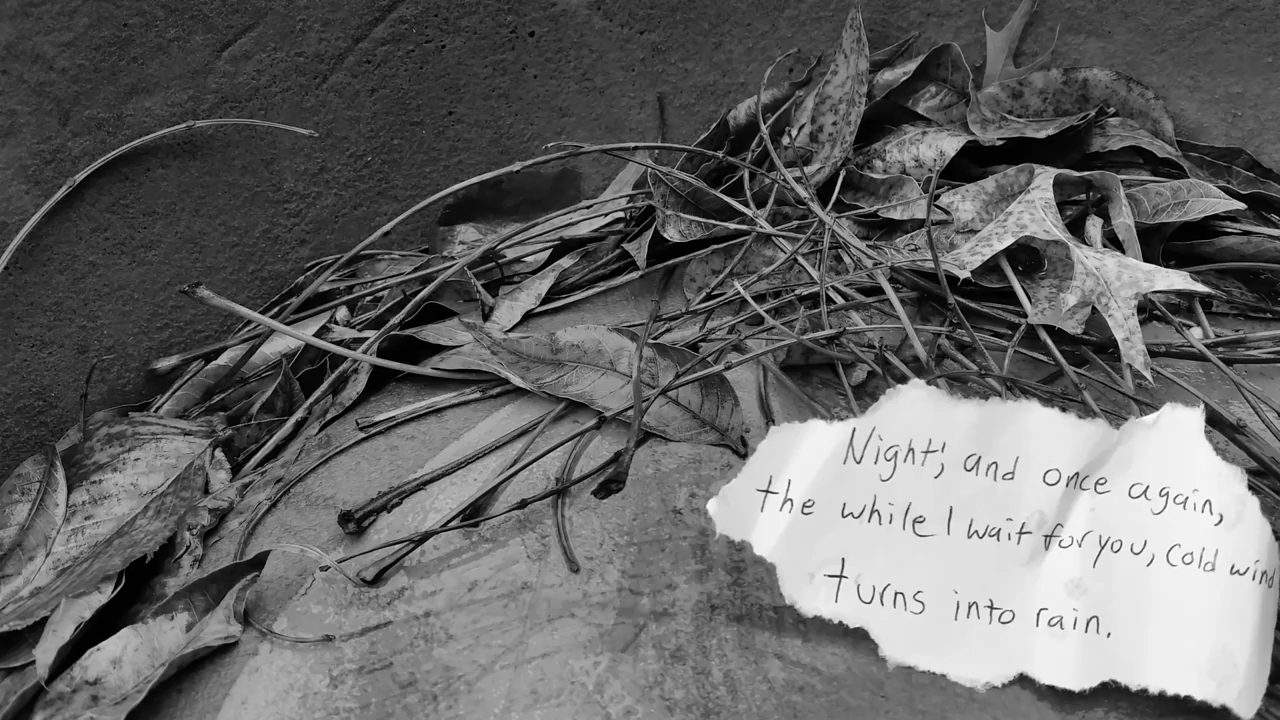 Night; and once again,
the while I wait for you, cold wind
turns into rain.